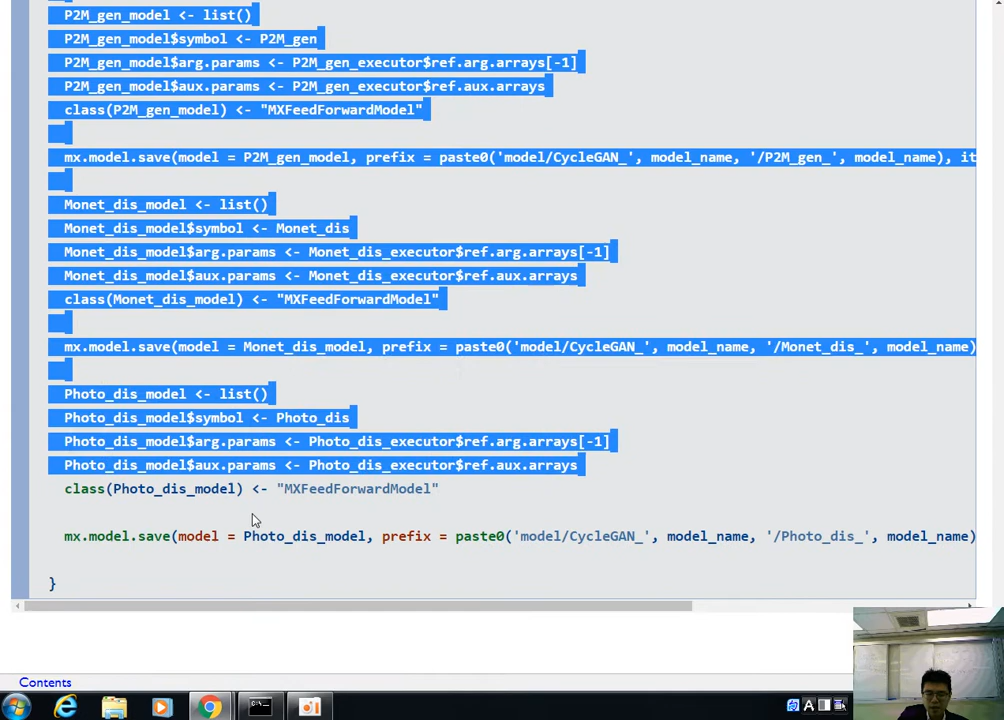 P2M_gen_model <- list()
P2M_gen_model$symbol <- P2M_gen
P2M_gen_model$arg.params <- P2M_gen_executor$ref.arg.arrays[-1]
P2M_gen_model$aux.params <- P2M_gen_executor$ref.aux.arrays
class(P2M_gen_model) <- "MXFeedForwardModel"
mx.model.save(model = P2M_gen_model, prefix = paste0('model/CycleGAN_', model_name, '/P2M_gen_', model_name), it
Monet_dis_model <- list()
Monet_dis_model$symbol <- Monet_dis
Monet_dis_model$arg.params <- Monet_dis_executor$ref.arg.arrays[-1]
Monet_dis_model$aux.params <- Monet_dis_executor$ref.aux.arrays
class(Monet_dis_model) <- "MXFeedForwardModel"
mx.model.save(model = Monet_dis_model, prefix = paste0('model/CycleGAN_', model_name, '/Monet_dis_', model_name)
Photo_dis_model <- list()
Photo_dis_model$symbol <- Photo_dis
Photo_dis_model$arg.params <- Photo_dis_executor$ref.arg.arrays[-1]
Photo_dis_model$aux.params <- Photo_dis_executor$ref.aux.arrays
class(Photo_dis_model) <- "MXFeedForwardModel"
mx.model.save(model = Photo_dis_model, prefix = paste0('model/CycleGAN_', model_name, '/Photo_dis_', model_name)
}
Contents
A